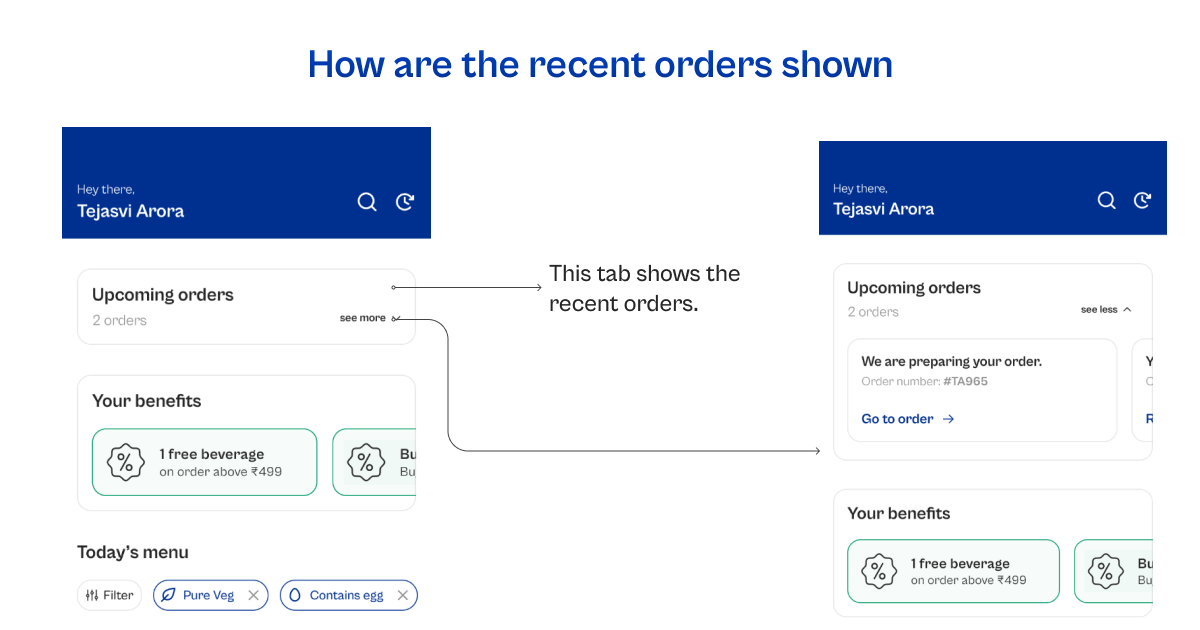 How are the recent orders shown
Hey there,
Tejasvi Arora
Upcoming orders
2 orders
see more
Your benefits
1 free beverage
on order above ₹499
Bu
Bu
Today’s menu
Filter
Pure Veg
Contains egg
This tab shows the
recent orders.
Hey there,
Tejasvi Arora
Upcoming orders
2 orders
see less
We are preparing your order.
Order number: #TA965
Go to order
Your benefits
1 free beverage
on order above ₹499
Bu
Bu